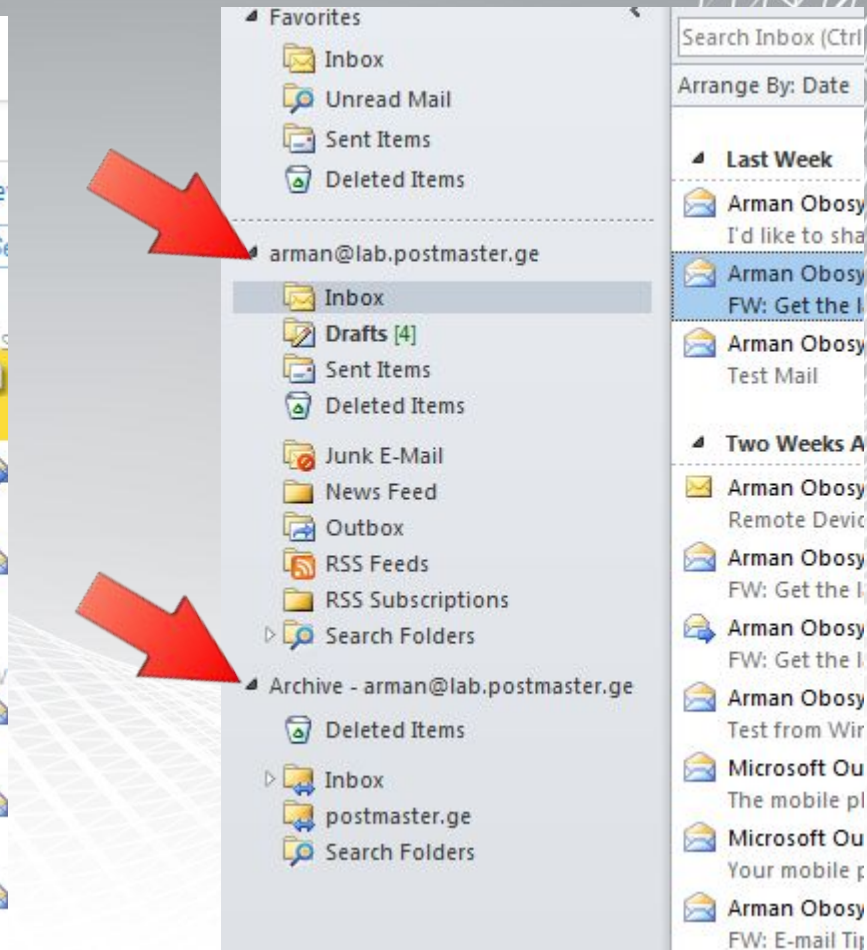 Favorites
Inbox
Unread Mail
Sent Items
Deleted Items
arman@lab.postmaster.ge
Inbox
Drafts [4]
Sent Items
Deleted Items
Junk E-Mail
News Feed
Outbox
RSS Feeds
RSS Subscriptions
Search Folders
Archive - arman@lab.postmaster.ge
Deleted Items
Inbox
postmaster.ge
Search Folders
Search Inbox (Ctrl
Arrange By: Date
Last Week
Arman Obosy
I'd like to sha
Arman Obosy
FW: Get the
Arman Obosy
Test Mail
Two Weeks A
Arman Obosy
Remote Devic
Arman Obosy
FW: Get the
Arman Obosy
FW: Get the
Arman Obosy
Test from Wir
Microsoft Ou
The mobile pl
Microsoft Ou
Your mobile p
Arman Obosy
FW: E-mail Tip